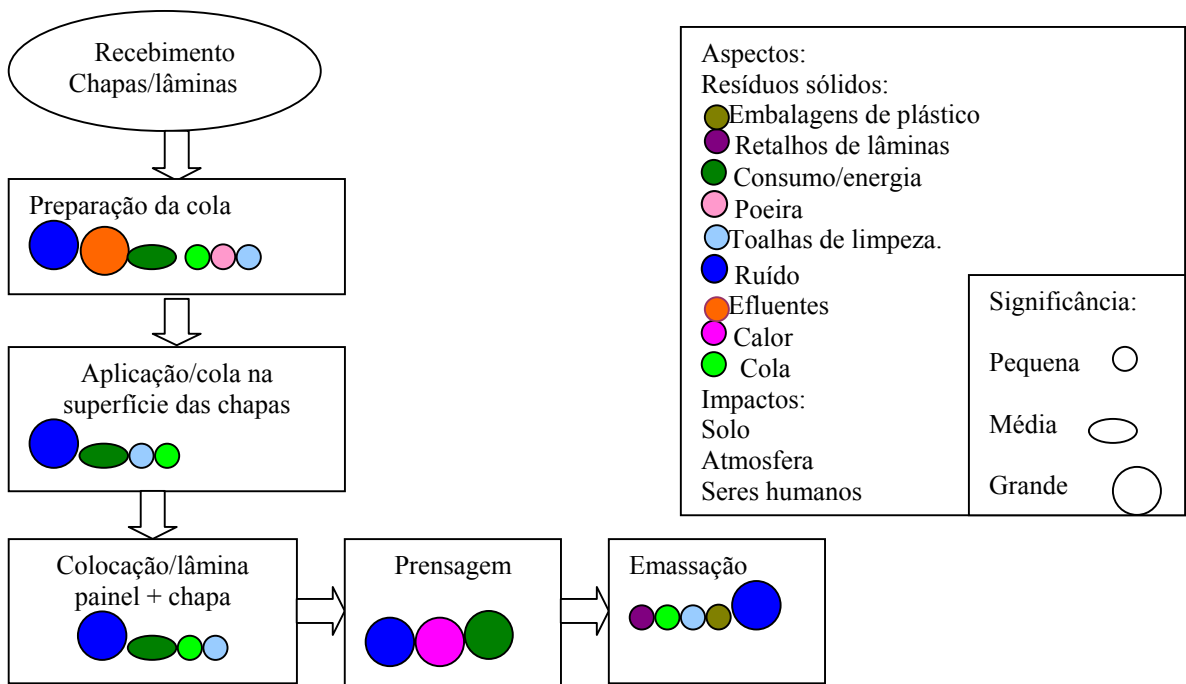 Recebimento
Chapas/lâminas
Preparação da cola
Aplicação/cola na
superfície das chapas
Colocação/lâmina
painel + chapa
Prensagem
Emassação
Aspectos:
Resíduos sólidos:
Embalagens de plástico
Retalhos de lâminas
Consumo/energia
Poeira
Toalhas de limpeza.
Ruído
Efluentes
Calor
Cola
Impactos:
Solo
Atmosfera
Seres humanos
Significância:
Pequena
Média
Grande